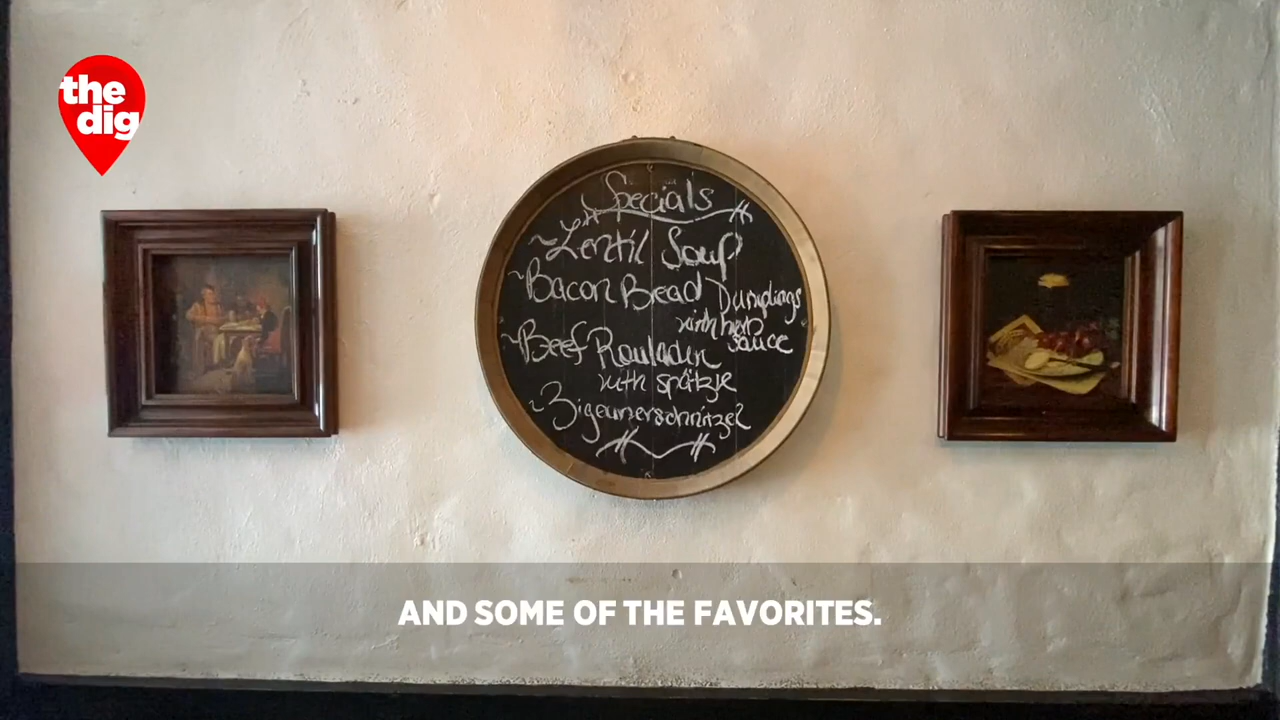 the
dig
Specials
~Lentil Soup
~Bacon Bread Dumplings
with herb
sauce
~Beef Rouladen
with spätzle
~Zigeunerschnitzel
AND SOME OF THE FAVORITES.